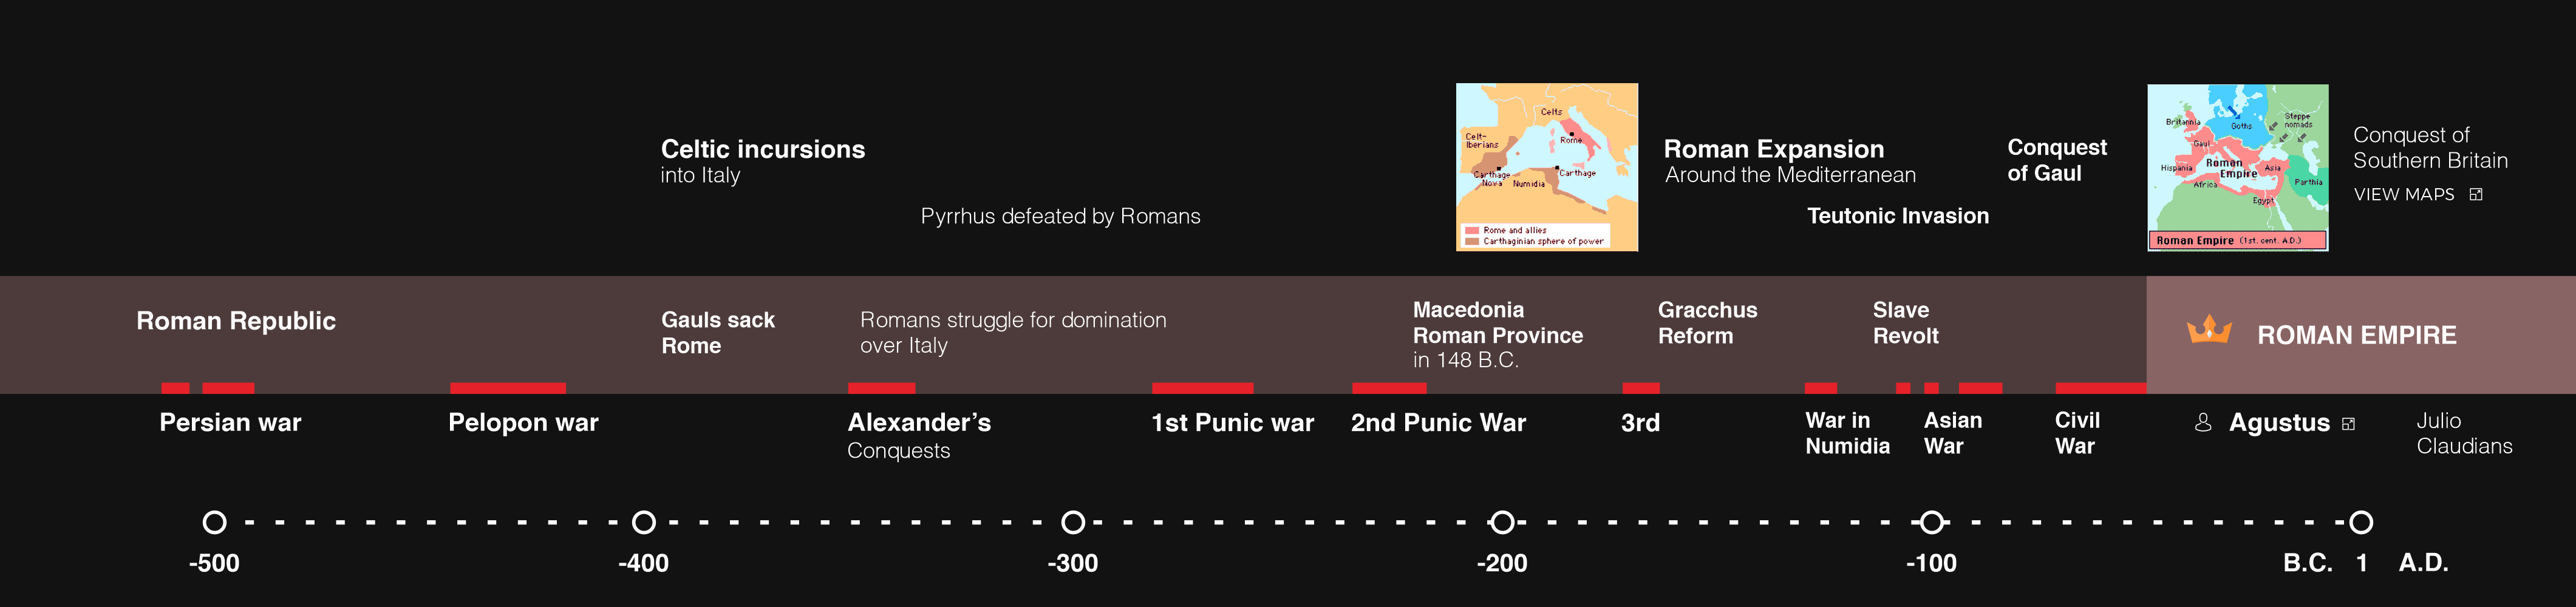 Celtic incursions
into Italy
Pyrrhus defeated by Romans
Celts
Celt-
Iberians
Rome
Carthage
Nova
Numidia
Carthage
Rome and allies
Carthaginian sphere of power
Roman Expansion
Around the Mediterranean
Teutonic Invasion
Conquest
of Gaul
Britannia
Goths
Steppe
nomads
Gaul
Hispania
Roman
Empire
Asia
Africa
Parthia
Egypt
Roman Empire (1st. cent. A.D.)
Conquest of
Southern Britain
VIEW MAPS
Roman Republic
Gauls sack
Rome
Romans struggle for domination
over Italy
Macedonia
Roman Province
in 148 B.C.
Gracchus
Reform
Slave
Revolt
ROMAN EMPIRE
Persian war
Pelopon war
Alexander’s
Conquests
1st Punic war
2nd Punic War
3rd
War in
Numidia
Asian
War
Civil
War
Agustus
Julio
Claudians
-500
-400
-300
-200
-100
B.C. 1 A.D.